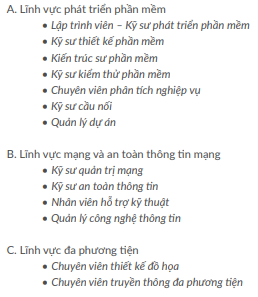 A. Lĩnh vực phát triển phần mềm
• Lập trình viên – Kỹ sư phát triển phần mềm
• Kỹ sư thiết kế phần mềm
• Kiến trúc sư phần mềm
• Kỹ sư kiểm thử phần mềm
• Chuyên viên phân tích nghiệp vụ
• Kỹ sư cầu nối
• Quản lý dự án
B. Lĩnh vực mạng và an toàn thông tin mạng
• Kỹ sư quản trị mạng
• Kỹ sư an toàn thông tin
• Nhân viên hỗ trợ kỹ thuật
• Quản lý công nghệ thông tin
C. Lĩnh vực đa phương tiện
• Chuyên viên thiết kế đồ họa
• Chuyên viên truyền thông đa phương tiện